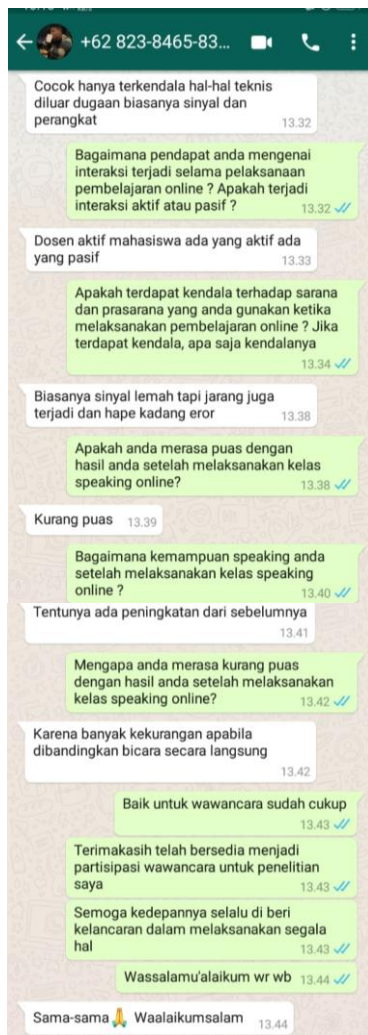 +62 823-8465-83...
Cocok hanya terkendala hal-hal teknis
diluar dugaan biasanya sinyal dan
perangkat
13.32
Bagaimana pendapat anda mengenai
interaksi terjadi selama pelaksanaan
pembelajaran online ? Apakah terjadi
interaksi aktif atau pasif ?
13.32
Dosen aktif mahasiswa ada yang aktif ada
yang pasif
13.33
Apakah terdapat kendala terhadap sarana
dan prasarana yang anda gunakan ketika
melaksanakan pembelajaran online ? Jika
terdapat kendala, apa saja kendalanya
13.34
Biasanya sinyal lemah tapi jarang juga
terjadi dan hape kadang eror
13.38
Apakah anda merasa puas dengan
hasil anda setelah melaksanakan kelas
speaking online?
13.38
Kurang puas 13.39
Bagaimana kemampuan speaking anda
setelah melaksanakan kelas speaking
online ?
13.40
Tentunya ada peningkatan dari sebelumnya
13.41
Mengapa anda merasa kurang puas
dengan hasil anda setelah melaksanakan
kelas speaking online?
13.42
Karena banyak kekurangan apabila
dibandingkan bicara secara langsung
13.42
Baik untuk wawancara sudah cukup
13.43
Terimakasih telah bersedia menjadi
partisipasi wawancara untuk penelitian
saya
13.43
Semoga kedepannya selalu di beri
kelancaran dalam melaksanakan segala
hal
13.43
Wassalamu'alaikum wr wb 13.44
Sama-sama 🙏 Waalaikumsalam 13.44